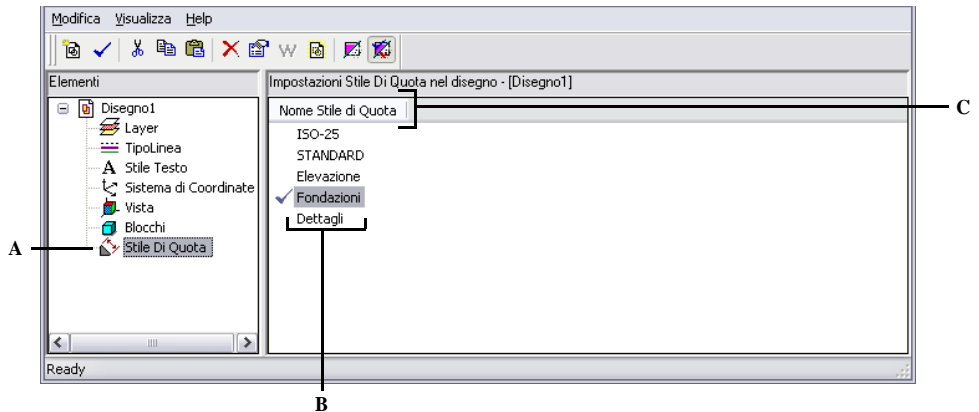 Modifica Visualizza Help
W
Elementi
Impostazioni Stile Di Quota nel disegno - [Disegno1]
Disegno1
Layer
TipoLinea
A Stile Testo
Sistema di Coordinate
Vista
Blocchi
Stile Di Quota
Nome Stile di Quota
ISO-25
STANDARD
Elevazione
Fondazioni
Dettagli
C
A
B
Ready